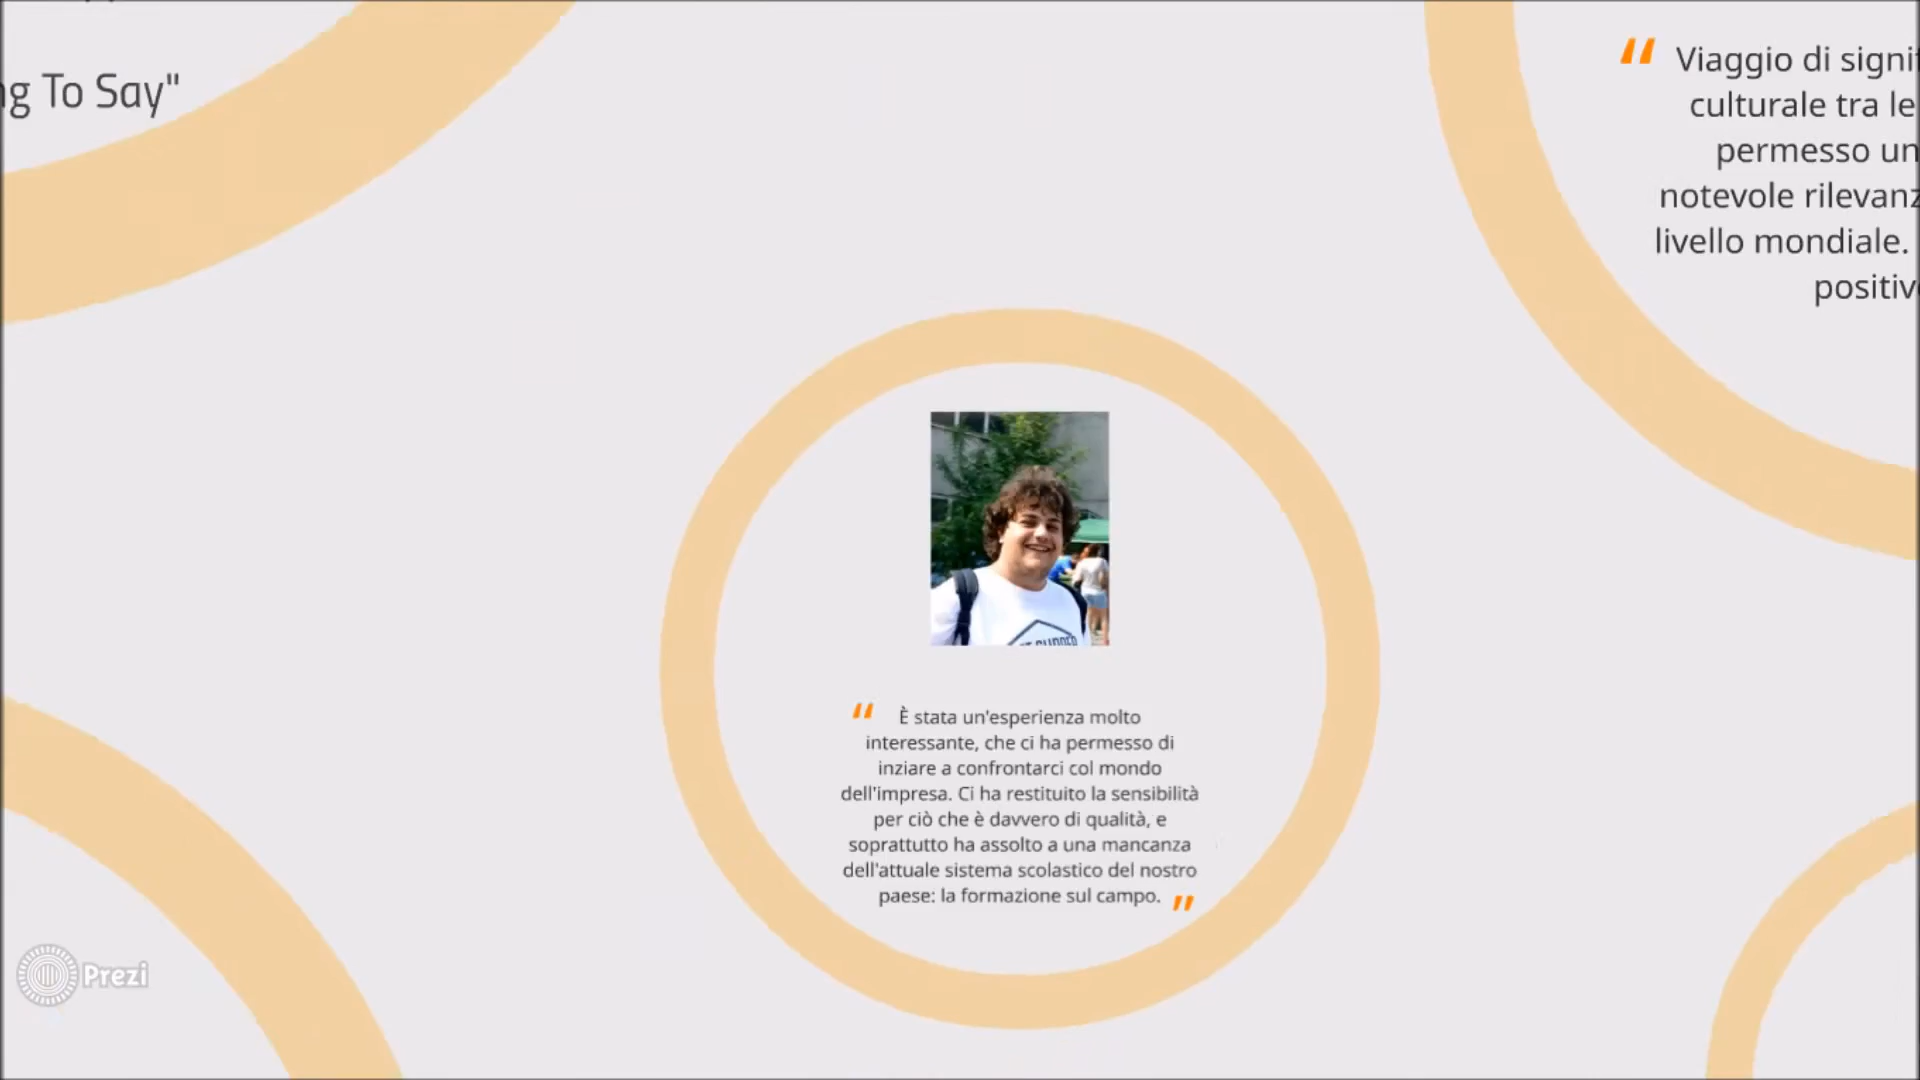 ng To Say"
“ Viaggio di signif
culturale tra le
permesso un
notevole rilevanz
livello mondiale.
positiv
“ È stata un'esperienza molto
interessante, che ci ha permesso di
inziare a confrontarci col mondo
dell'impresa. Ci ha restituito la sensibilità
per ciò che è davvero di qualità, e
soprattutto ha assolto a una mancanza
dell'attuale sistema scolastico del nostro
paese: la formazione sul campo. ”
Prezi